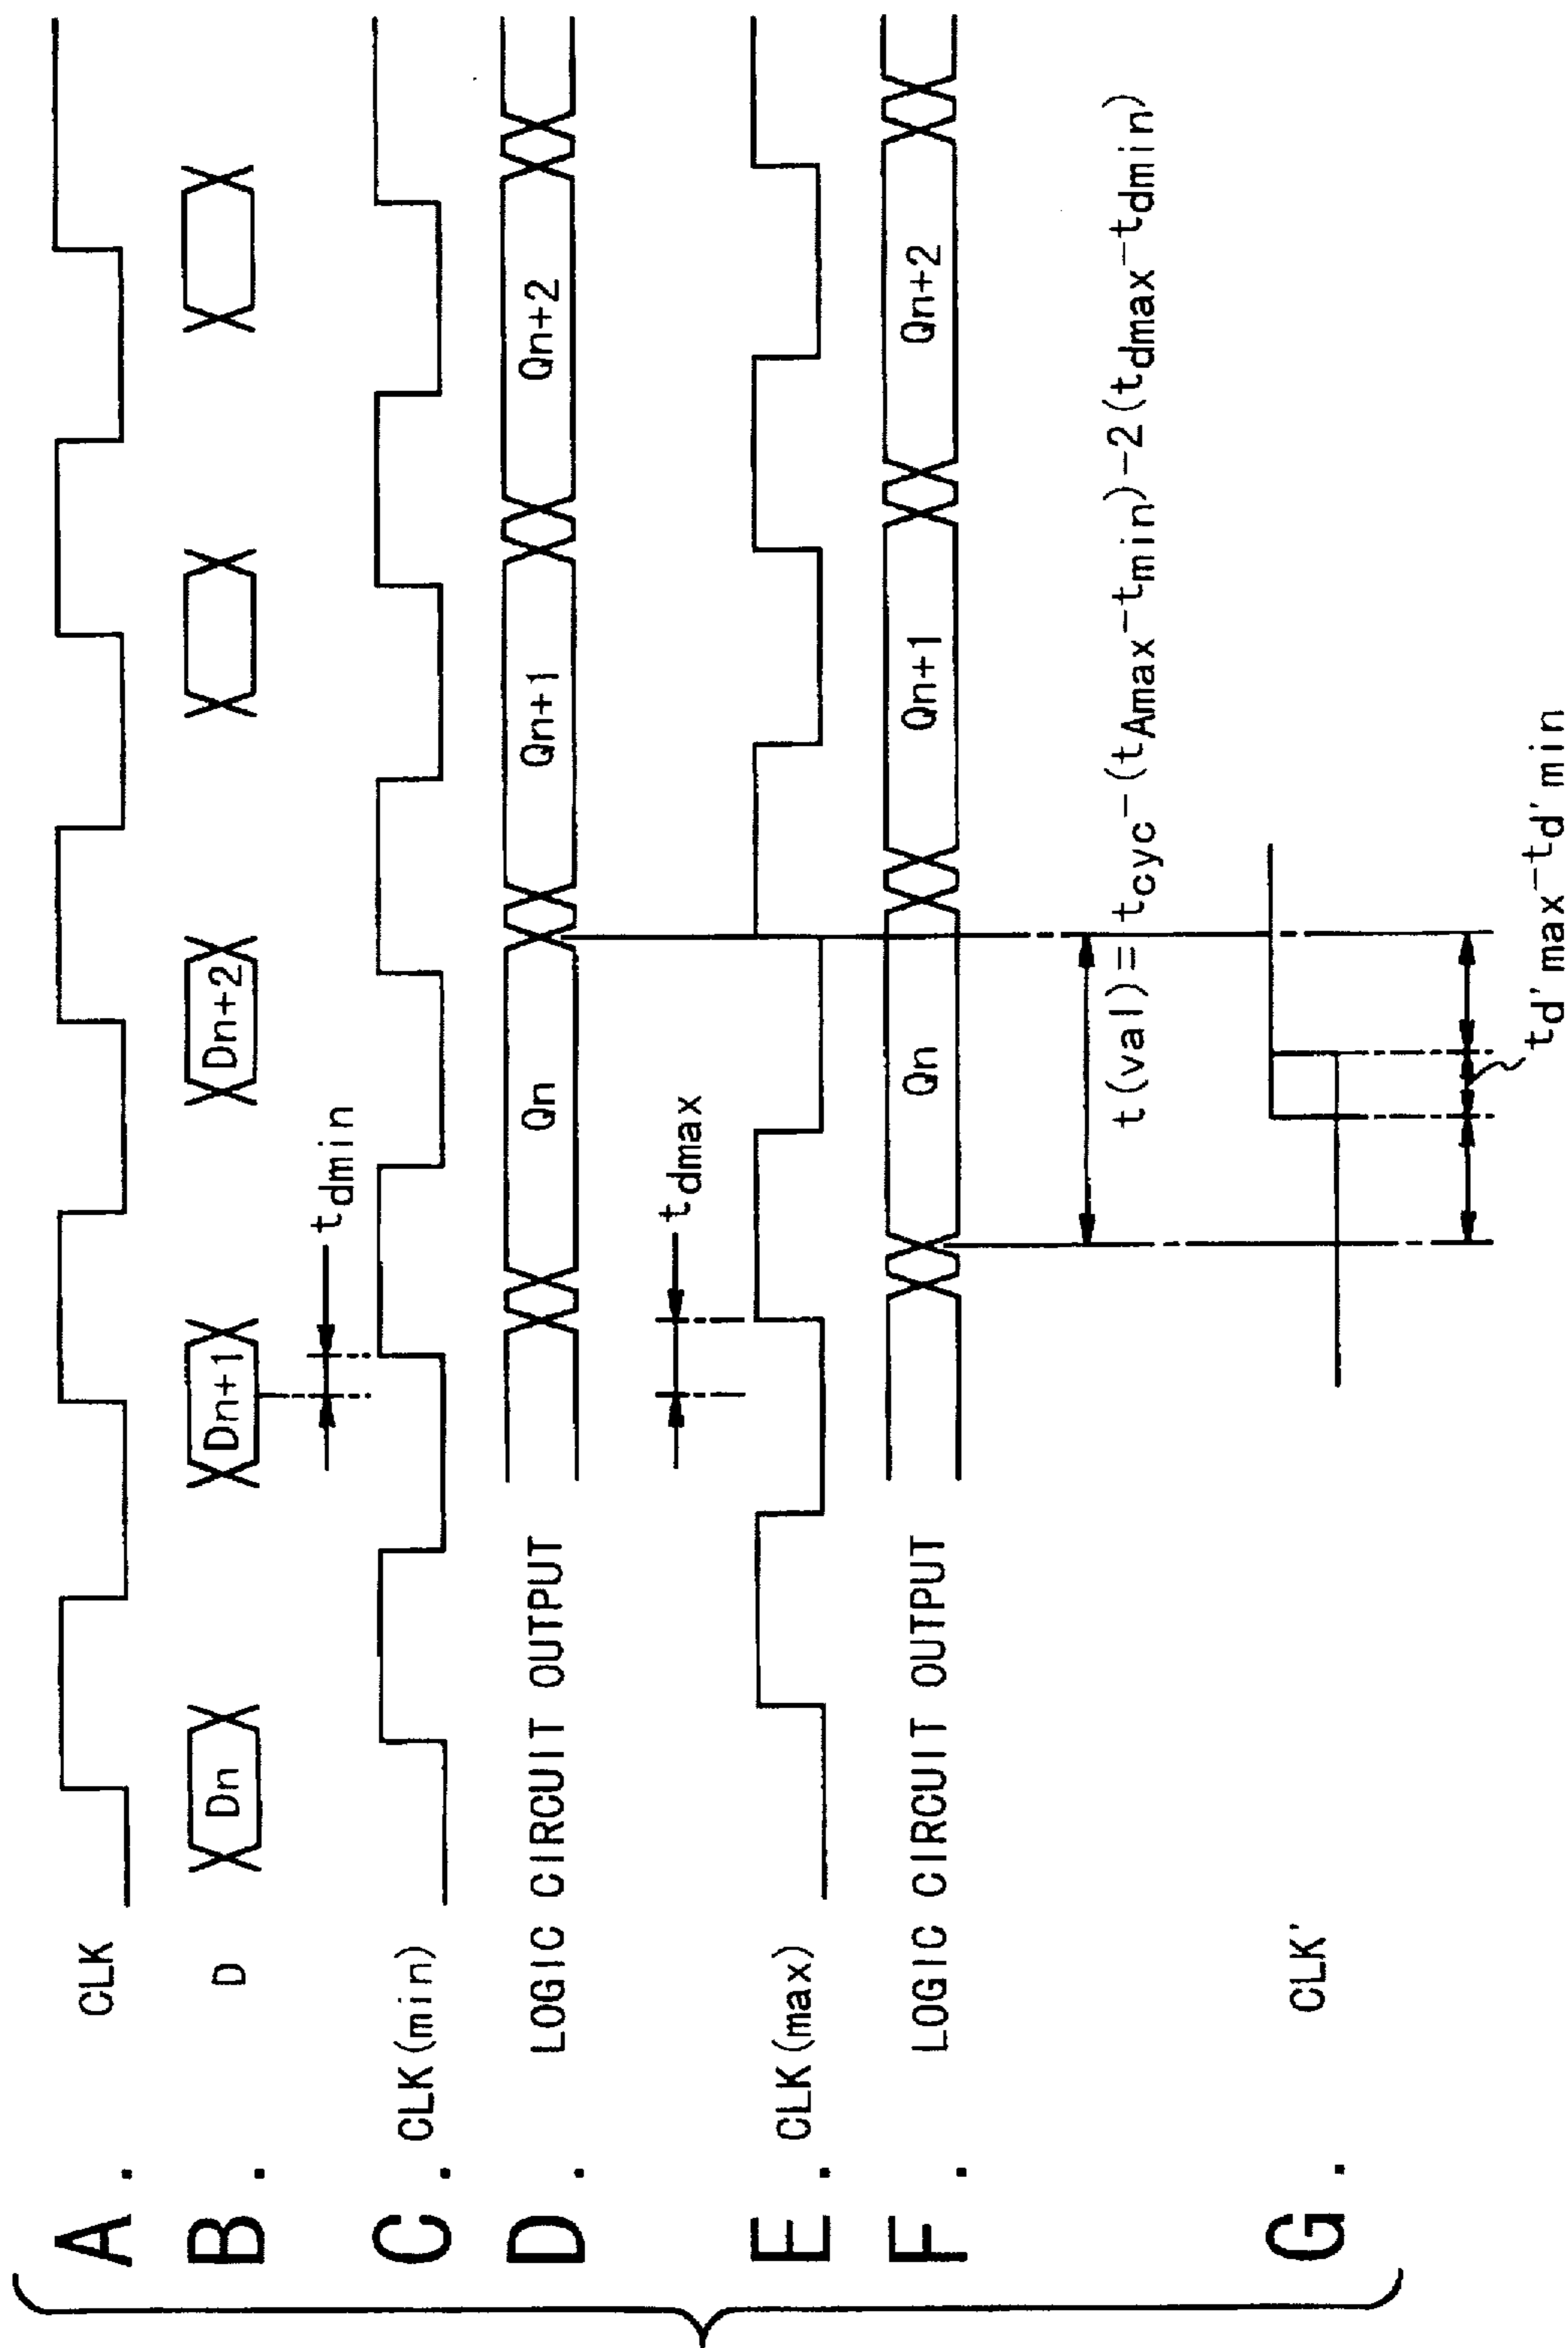 A. CLK
B. D Dn Dn+1 Dn+2
tdmin
C. CLK(min)
D. LOGIC CIRCUIT OUTPUT Qn Qn+1 Qn+2
tdmax
E. CLK(max)
F. LOGIC CIRCUIT OUTPUT Qn Qn+1 Qn+2
t(val)=tcyc-(tAmax-tmin)-2(tdmax-tdmin)
G. CLK'
td'max-td'min